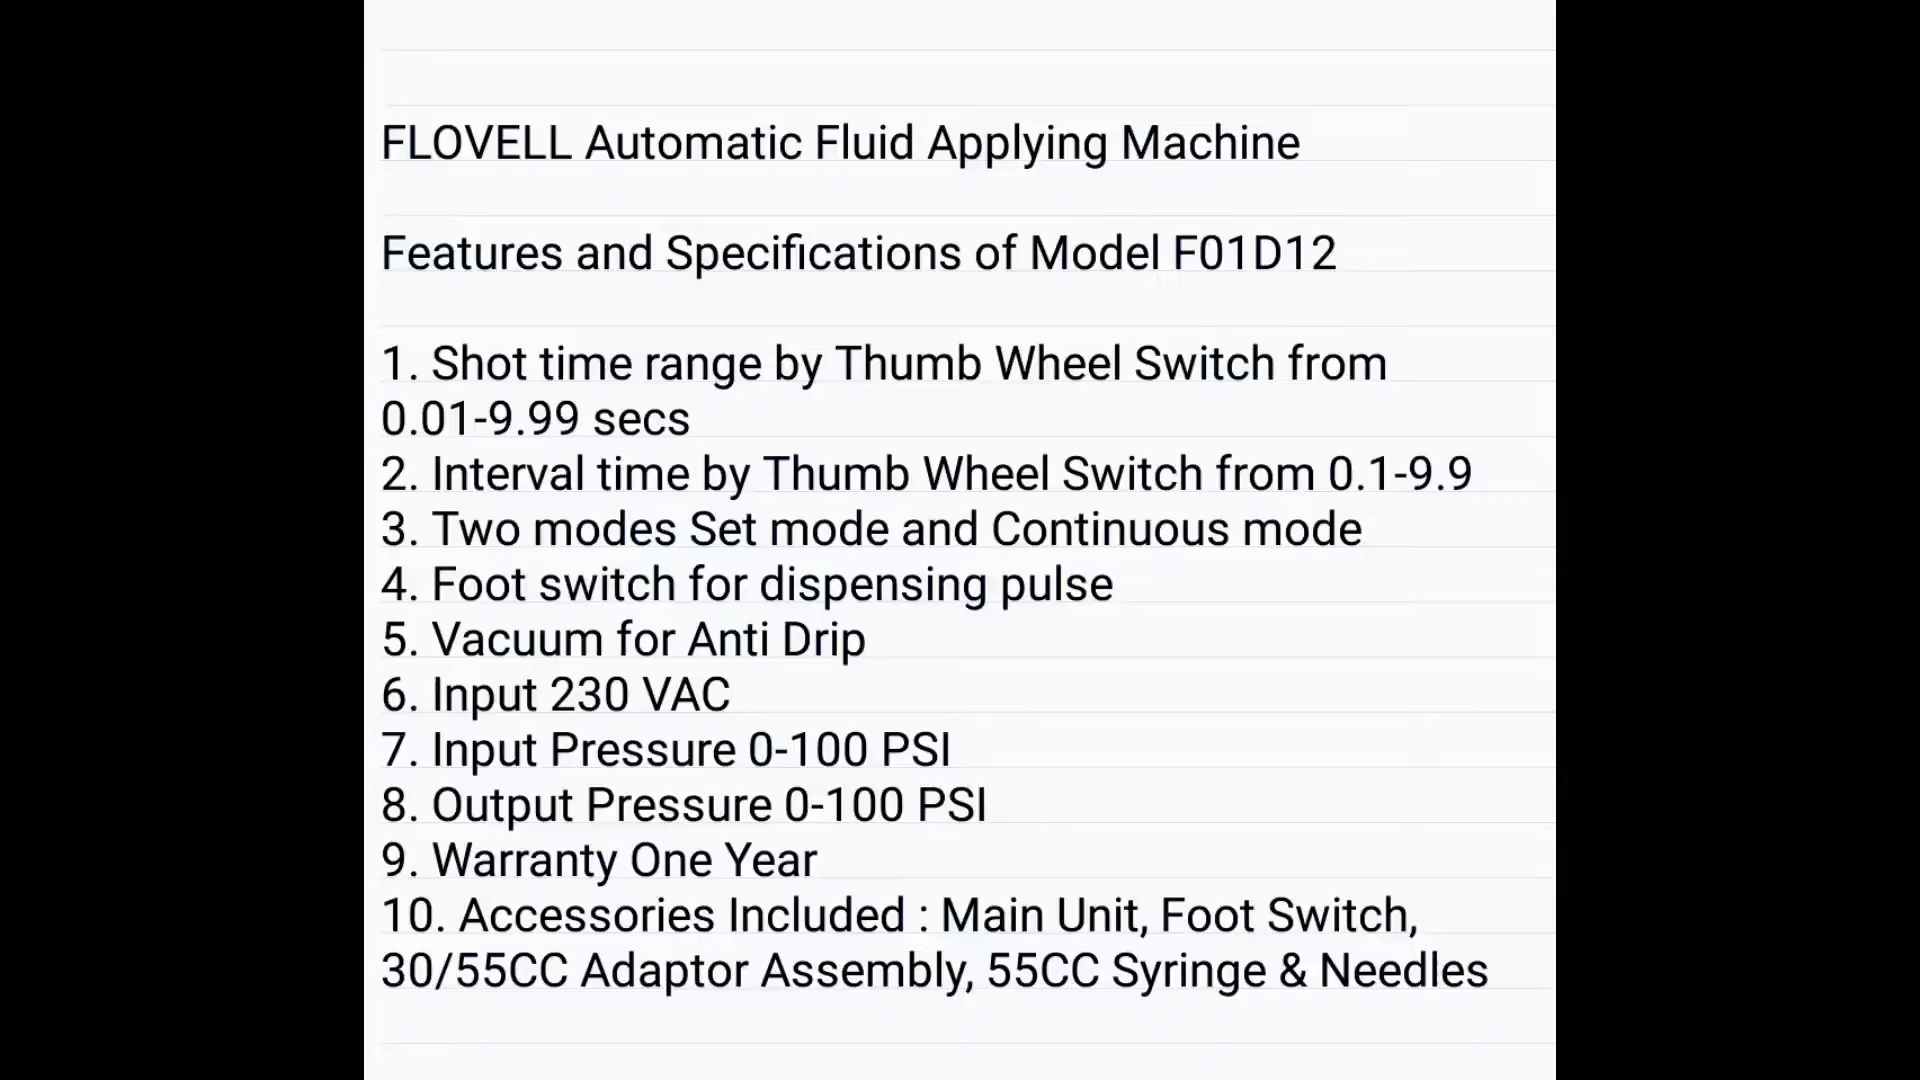 FLOVELL Automatic Fluid Applying Machine
Features and Specifications of Model F01D12
1. Shot time range by Thumb Wheel Switch from
0.01-9.99 secs
2. Interval time by Thumb Wheel Switch from 0.1-9.9
3. Two modes Set mode and Continuous mode
4. Foot switch for dispensing pulse
5. Vacuum for Anti Drip
6. Input 230 VAC
7. Input Pressure 0-100 PSI
8. Output Pressure 0-100 PSI
9. Warranty One Year
10. Accessories Included : Main Unit, Foot Switch,
30/55CC Adaptor Assembly, 55CC Syringe & Needles